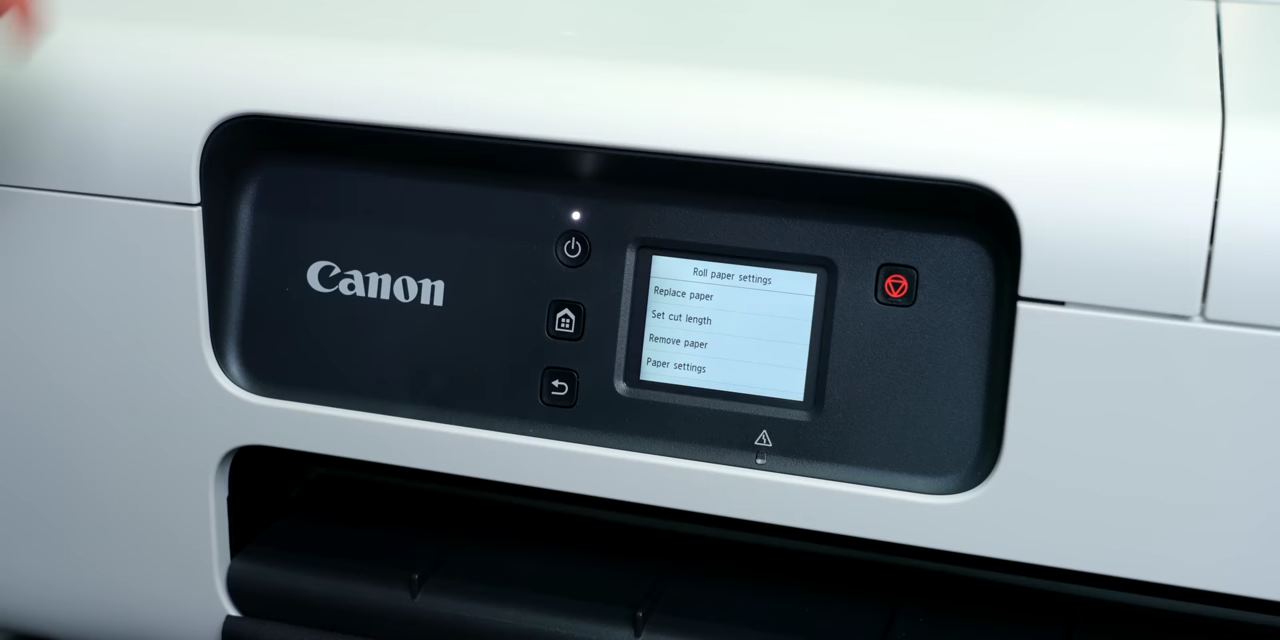 Canon
Roll paper settings
Replace paper
Set cut length
Remove paper
Paper settings